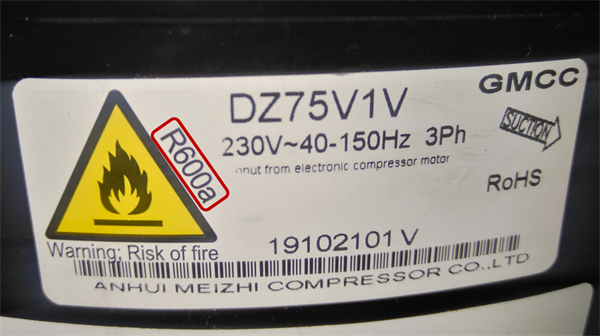 GMCC
DZ75V1V
SUCTION
R600a
230V~40-150Hz 3Ph
from electronic compressor motor
RoHS
Warning; Risk of fire
19102101 V
ANHUI MEIZHI COMPRESSOR CO.,LTD